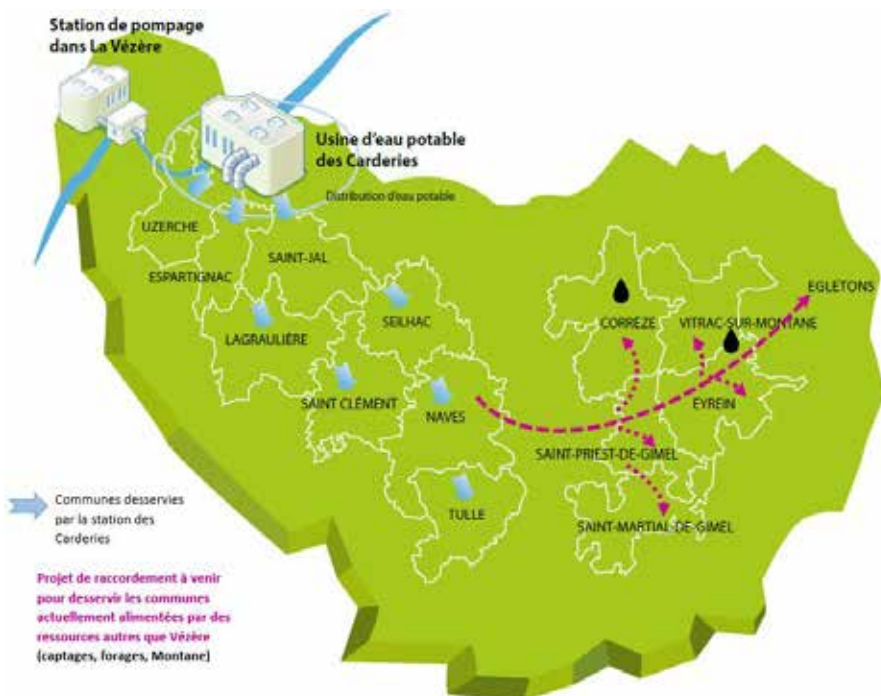 Station de pompage
dans La Vézère
Usine d'eau potable
des Carderies
Distribution d'eau potable
UZERCHE
ESPARTIGNAC
SAINT-JAL
EGLETONS
SEILHAC
CORRÈZE
VITRAC-SUR-MONTANE
LAGRAULIÈRE
SAINT CLÉMENT
NAVES
EYREIN
SAINT-PRIEST-DE-GIMEL
TULLE
SAINT-MARTIAL-DE-GIMEL
Communes desservies
par la station des
Carderies
Projet de raccordement à venir
pour desservir les communes
actuellement alimentées par des
ressources autres que Vézère
(captages, forages, Montane)